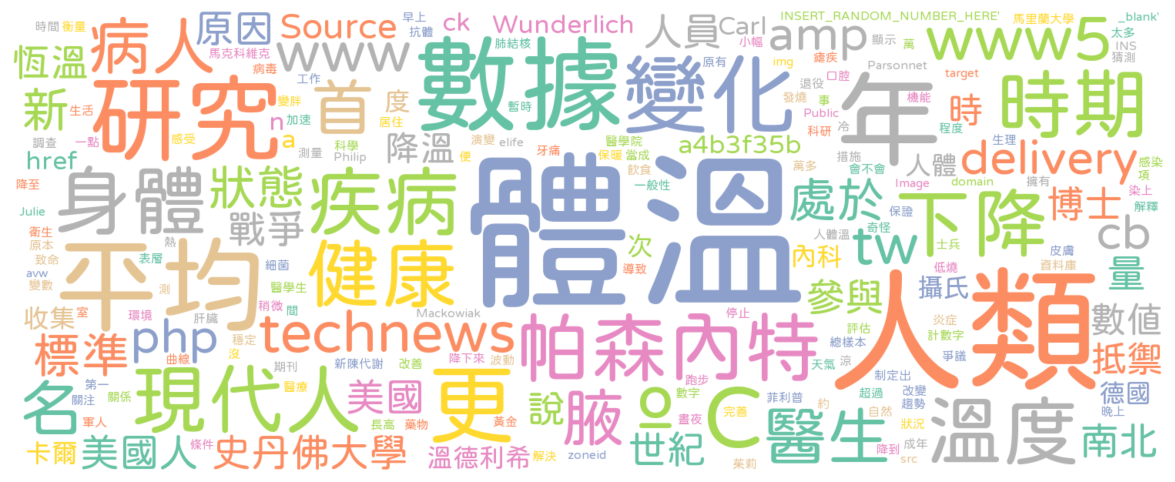 時間 衡量
病人
原因
Source
早上
抗體
ck
Wunderlich
人員
Carl
INSERT_RANDOM_NUMBER_HERE'
馬里蘭大學
_blank'
太多
恆溫
馬克科維克
www
肺結核
小幅
amp
顯示
萬
www5
INS
猜測
新
生活
研究
病毒
工作
首
數據
原有
變化
img
瘧疾
退役
口腔
Parsonnet
年
target
時期
調查
一點
變胖
加速
n
感受
a
居住
度
暫時
發燒
事
機能
時
程度
href
科學
測量
Philip
降溫
演變
elife
醫學院
牙痛
保暖
當成
便
a4b3f35b
Public
科研
冷
生理
delivery
降至
Julie
身體
狀態
疾病
飲食
一般性
體溫
萬多
措施
會不會
人體
Image
domain
擁有
感染
項
染上
解釋
處於
下降
博士
衛生
原本
致命
熱
戰爭
健康
次
導致
保證
奇怪
人體溫
tw
士兵
皮膚
cb
avw
變數
表層
平均
測
細菌
醫學生
內科
低燒
資料庫
量
收集
室
環境
肝臟
稍微
間
穩定
沒
Mackowiak
停止
參與
攝氏
炎症
計數字
數值
標準
php
technews
帕森內特
評估
總樣本
人類
爭議
抵禦
曲線
期刊
新陳代謝
改善
降下來
波動
天氣
涼
名
第一
關注
關係
現代人
醫療
美國
更
跑步
數字
說
腋
º
C
菲利普
制定出
超過
改變
趨勢
德國
晚上
軍人
長高
藥物
黃金
晝夜
完善
約
自然
狀況
卡爾
美國人
史丹佛大學
條件
溫德利希
解決
zoneid
世紀
茱莉
醫生
降到
成年
src
溫度
南北